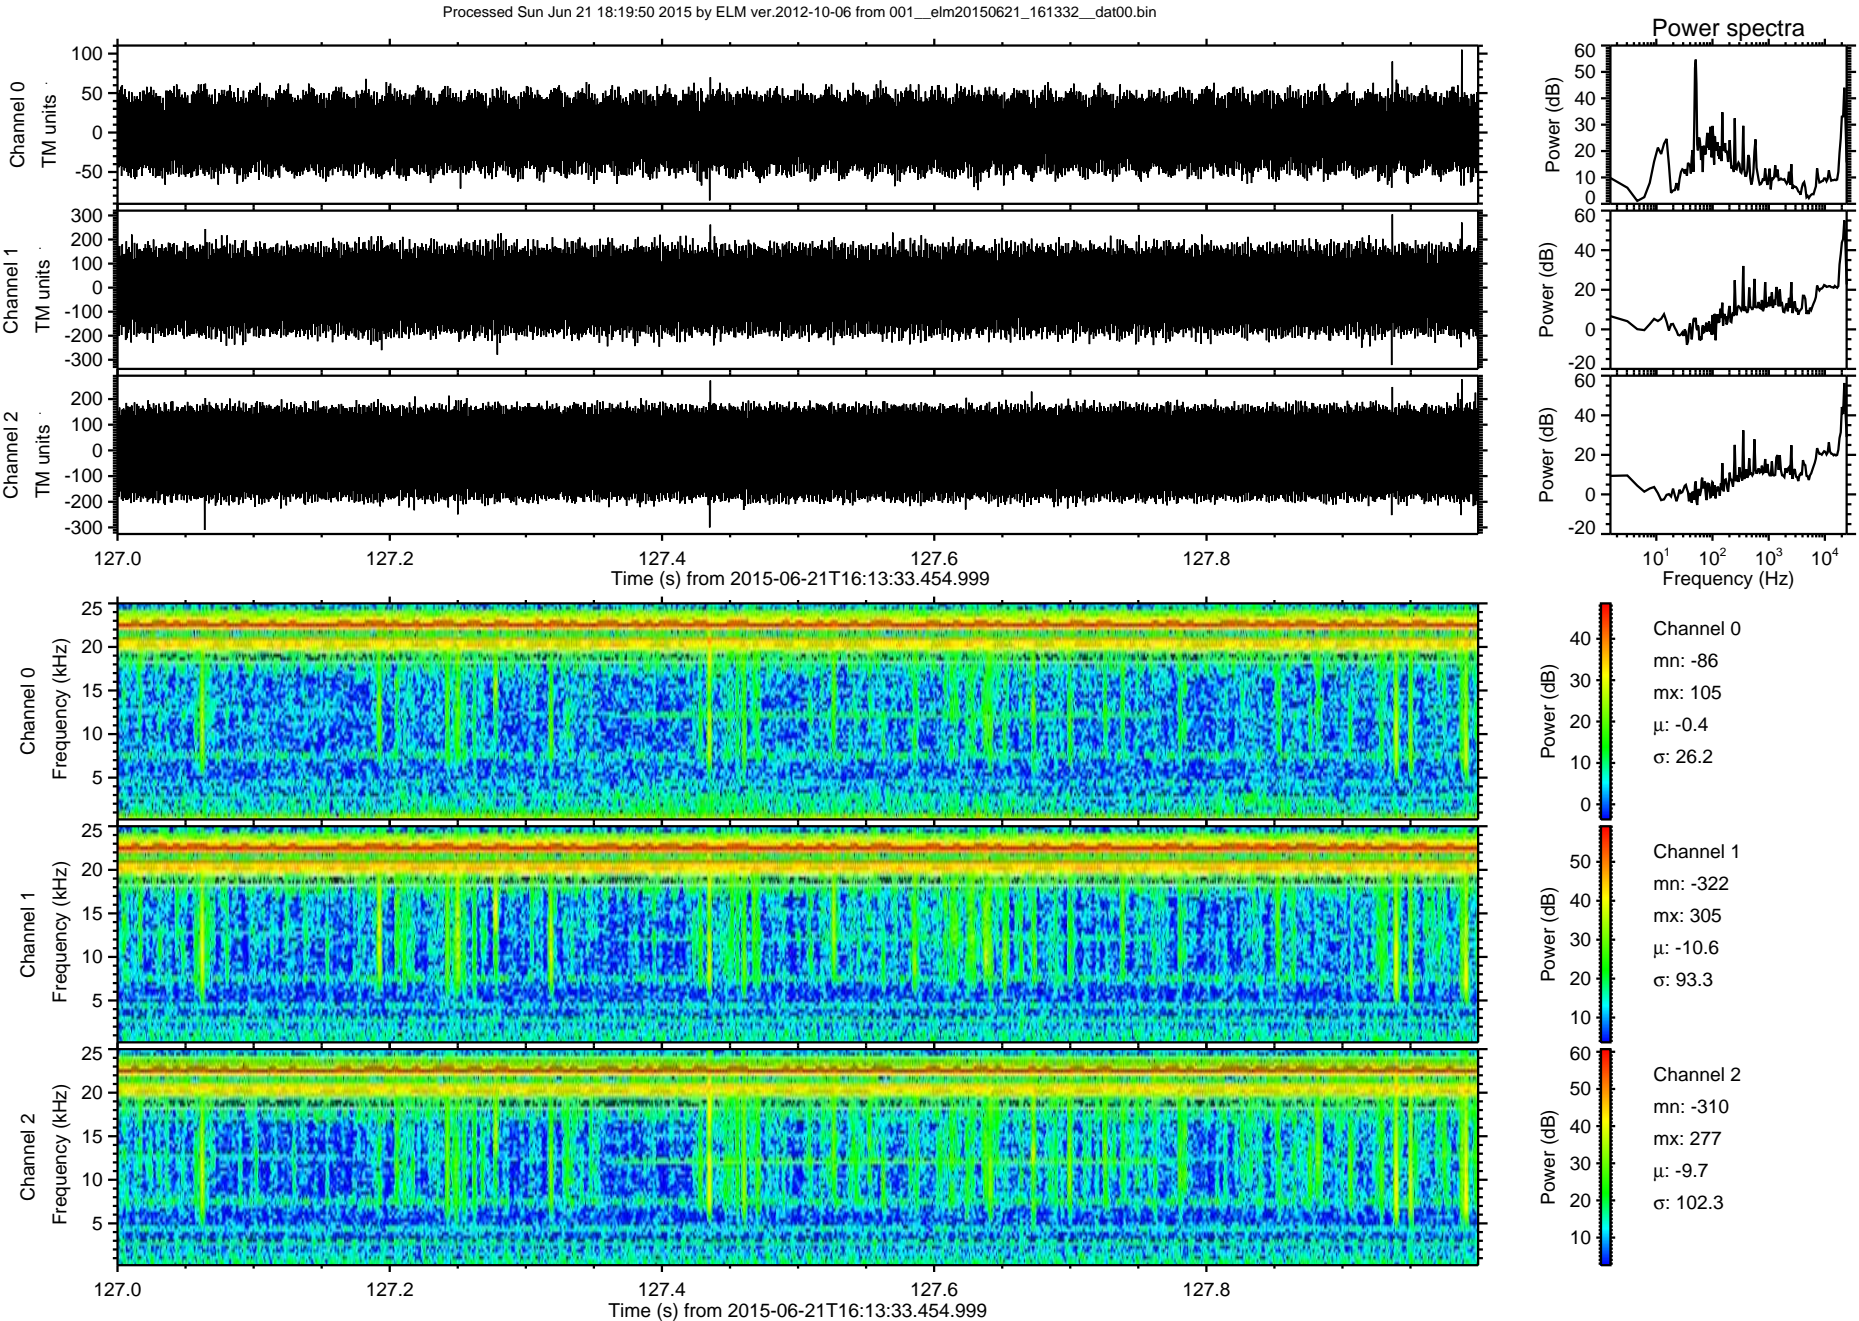 Processed Sun Jun 21 18:19:50 2015 by ELM ver.2012-10-06 from 001__elm20150621_161332__dat00.bin
Power spectra
Channel 0
TM units
100
50
0
-50
Power (dB)
60
50
40
30
20
10
0
Channel 1
TM units
300
200
100
0
-100
-200
-300
Power (dB)
60
40
20
0
-20
Channel 2
TM units
200
100
0
-100
-200
-300
Power (dB)
60
40
20
0
-20
127.0 127.2 127.4 127.6 127.8
Time (s) from 2015-06-21T16:13:33.454.999
10^1 10^2 10^3 10^4
Frequency (Hz)
Channel 0
Frequency (kHz)
25
20
15
10
5
Power (dB)
40
30
20
10
0
Channel 0
mn: -86
mx: 105
μ: -0.4
σ: 26.2
Channel 1
Frequency (kHz)
25
20
15
10
5
Power (dB)
50
40
30
20
10
Channel 1
mn: -322
mx: 305
μ: -10.6
σ: 93.3
Channel 2
Frequency (kHz)
25
20
15
10
5
Power (dB)
60
50
40
30
20
10
Channel 2
mn: -310
mx: 277
μ: -9.7
σ: 102.3
127.0 127.2 127.4 127.6 127.8
Time (s) from 2015-06-21T16:13:33.454.999